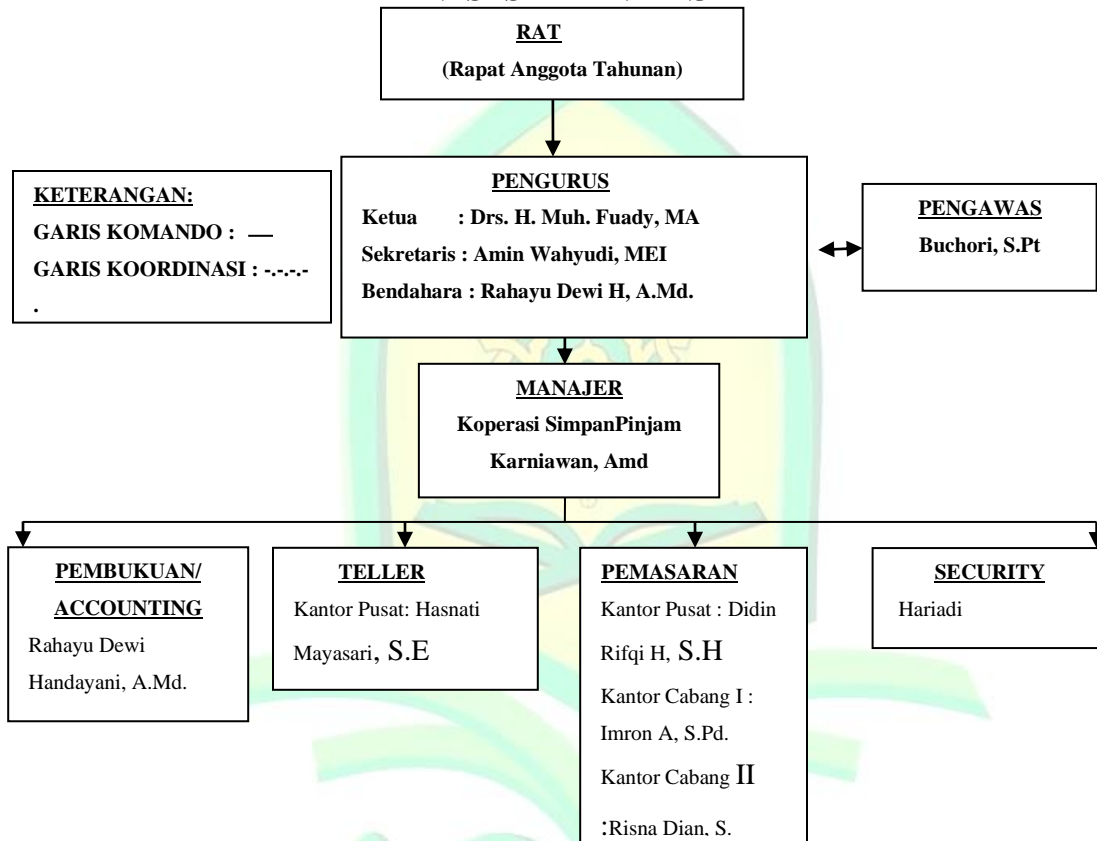 RAT
(Rapat Anggota Tahunan)
KETERANGAN:
GARIS KOMANDO : —
GARIS KOORDINASI : -.-.-.-
.
PENGURUS
Ketua : Drs. H. Muh. Fuady, MA
Sekretaris : Amin Wahyudi, MEI
Bendahara : Rahayu Dewi H, A.Md.
PENGAWAS
Buchori, S.Pt
MANAJER
Koperasi SimpanPinjam
Karniawan, Amd
PEMBUKUAN/
ACCOUNTING
Rahayu Dewi
Handayani, A.Md.
TELLER
Kantor Pusat: Hasnati
Mayasari, S.E
PEMASARAN
Kantor Pusat : Didin
Rifqi H, S.H
Kantor Cabang I :
Imron A, S.Pd.
Kantor Cabang II
:Risna Dian, S.
SECURITY
Hariadi